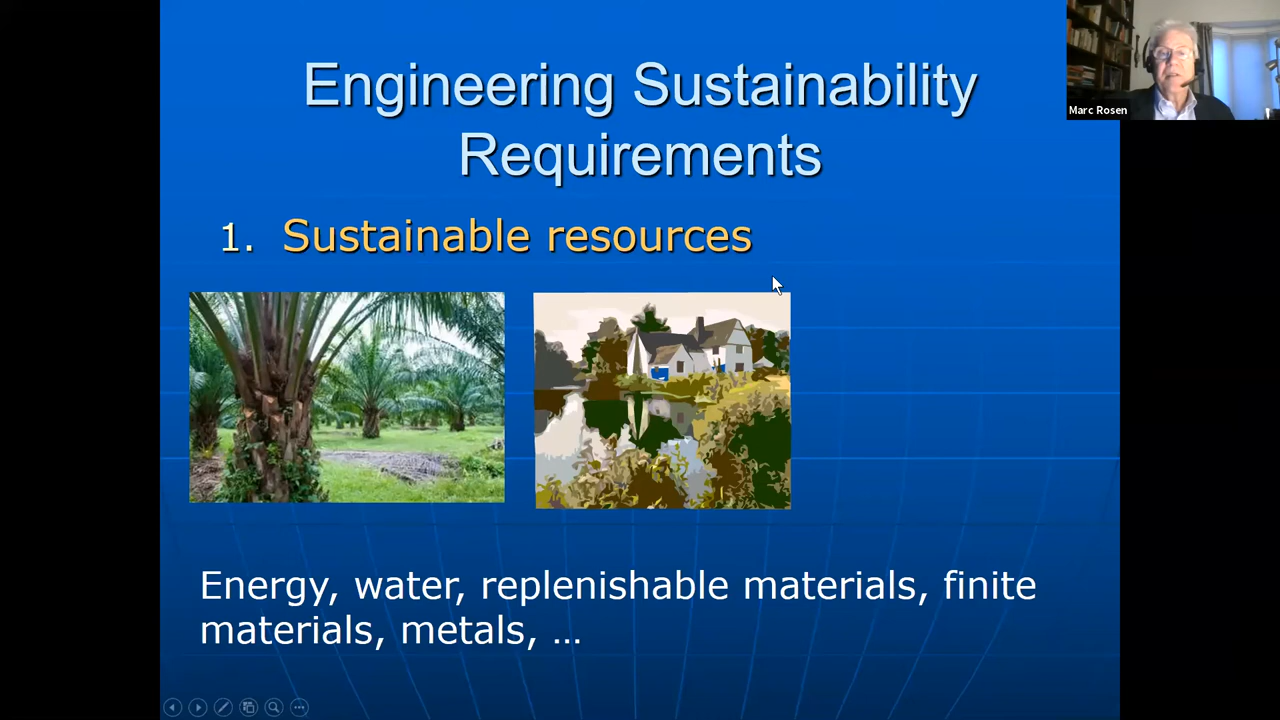 Engineering Sustainability
Requirements
1. Sustainable resources
Energy, water, replenishable materials, finite
materials, metals, …
Marc Rosen